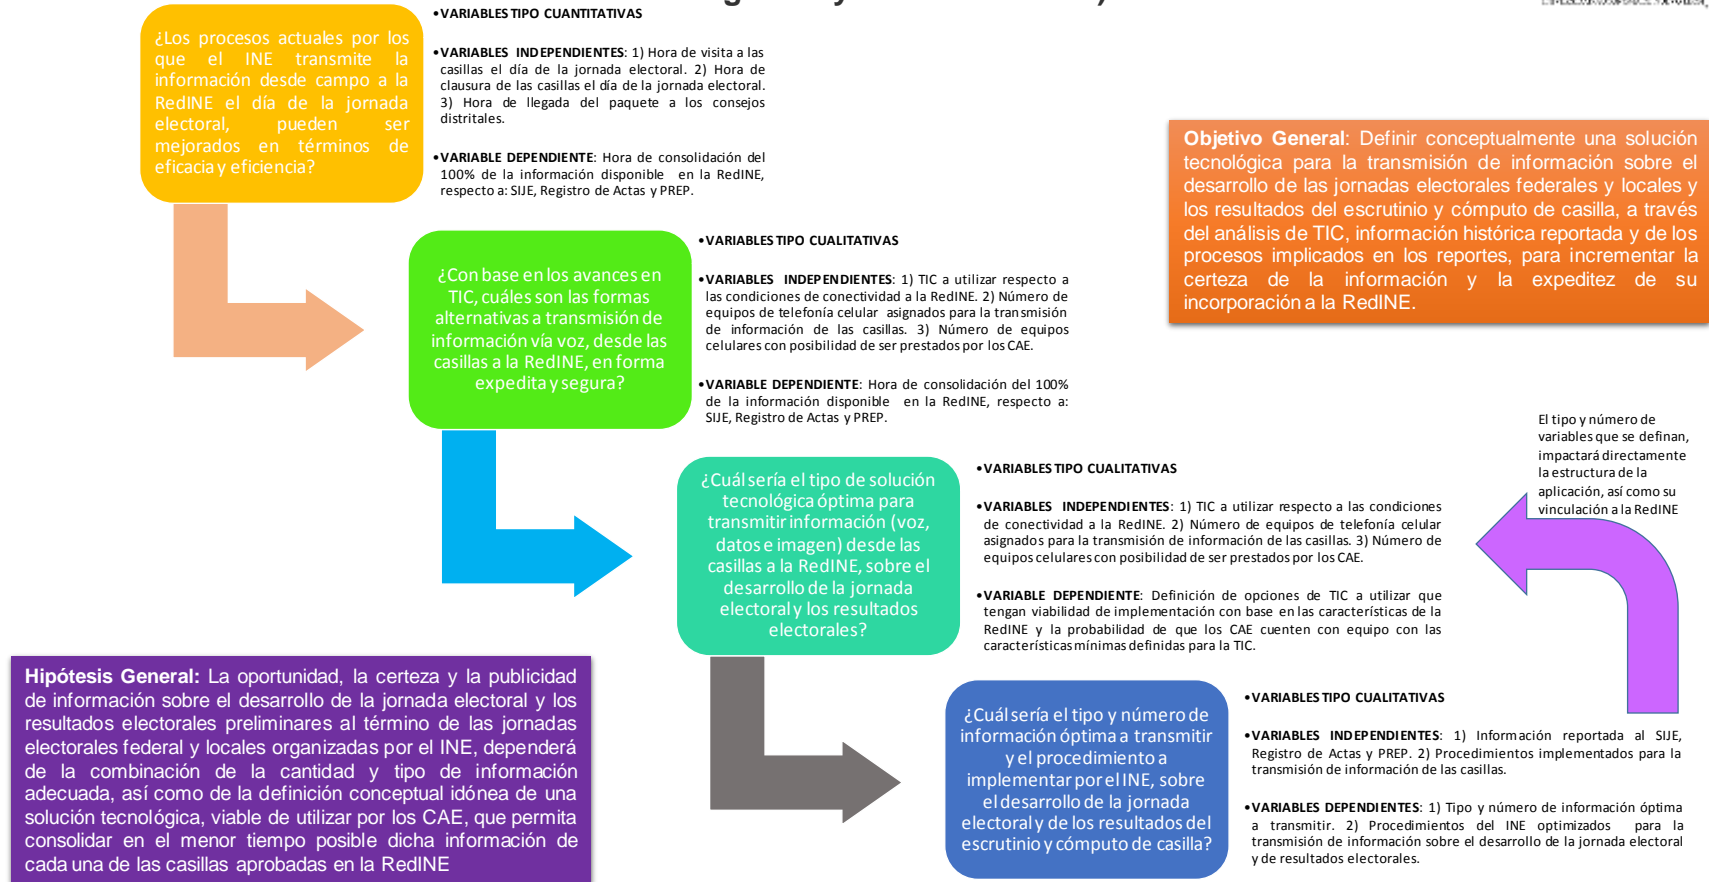 ¿Los procesos actuales por los
que el INE transmite la
información desde campo a la
RedINE el día de la jornada
electoral, pueden ser
mejorados en términos de
eficacia y eficiencia?
•VARIABLES TIPO CUANTITATIVAS
•VARIABLES INDEPENDIENTES: 1) Hora de visita a las
casillas el día de la jornada electoral. 2) Hora de
clausura de las casillas el día de la jornada electoral.
3) Hora de llegada del paquete a los consejos
distritales.
•VARIABLE DEPENDIENTE: Hora de consolidación del
100% de la información disponible en la RedINE,
respecto a: SIJE, Registro de Actas y PREP.
Objetivo General: Definir conceptualmente una solución
tecnológica para la transmisión de información sobre el
desarrollo de las jornadas electorales federales y locales y
los resultados del escrutinio y cómputo de casilla, a través
del análisis de TIC, información histórica reportada y de los
procesos implicados en los reportes, para incrementar la
certeza de la información y la expeditez de su
incorporación a la RedINE.
¿Con base en los avances en
TIC, cuáles son las formas
alternativas a transmisión de
información vía voz, desde las
casillas a la RedINE, en forma
expedita y segura?
•VARIABLES TIPO CUALITATIVAS
•VARIABLES INDEPENDIENTES: 1) TIC a utilizar respecto a
las condiciones de conectividad a la RedINE. 2) Número de
equipos de telefonía celular asignados para la transmisión
de información de las casillas. 3) Número de equipos
celulares con posibilidad de ser prestados por los CAE.
•VARIABLE DEPENDIENTE: Hora de consolidación del 100%
de la información disponible en la RedINE, respecto a:
SIJE, Registro de Actas y PREP.
El tipo y número de
variables que se definan,
impactará directamente
la estructura de la
aplicación, así como su
vinculación a la RedINE
¿Cuál sería el tipo de solución
tecnológica óptima para
transmitir información (voz,
datos e imagen) desde las
casillas a la RedINE, sobre el
desarrollo de la jornada
electoral y los resultados
electorales?
•VARIABLES TIPO CUALITATIVAS
•VARIABLES INDEPENDIENTES: 1) TIC a utilizar respecto a las condiciones
de conectividad a la RedINE. 2) Número de equipos de telefonía celular
asignados para la transmisión de información de las casillas. 3) Número de
equipos celulares con posibilidad de ser prestados por los CAE.
•VARIABLE DEPENDIENTE: Definición de opciones de TIC a utilizar que
tengan viabilidad de implementación con base en las características de la
RedINE y la probabilidad de que los CAE cuenten con equipo con las
características mínimas definidas para la TIC.
Hipótesis General: La oportunidad, la certeza y la publicidad
de información sobre el desarrollo de la jornada electoral y los
resultados electorales preliminares al término de las jornadas
electorales federal y locales organizadas por el INE, dependerá
de la combinación de la cantidad y tipo de información
adecuada, así como de la definición conceptual idónea de una
solución tecnológica, viable de utilizar por los CAE, que permita
consolidar en el menor tiempo posible dicha información de
cada una de las casillas aprobadas en la RedINE
¿Cuál sería el tipo y número de
información óptima a transmitir
y el procedimiento a
implementar por el INE, sobre
el desarrollo de la jornada
electoral y de los resultados del
escrutinio y cómputo de casilla?
•VARIABLES TIPO CUALITATIVAS
•VARIABLES INDEPENDIENTES: 1) Información reportada al SIJE,
Registro de Actas y PREP. 2) Procedimientos implementados para la
transmisión de información de las casillas.
•VARIABLES DEPENDIENTES: 1) Tipo y número de información óptima
a transmitir. 2) Procedimientos del INE optimizados para la
transmisión de información sobre el desarrollo de la jornada electoral
y de resultados electorales.